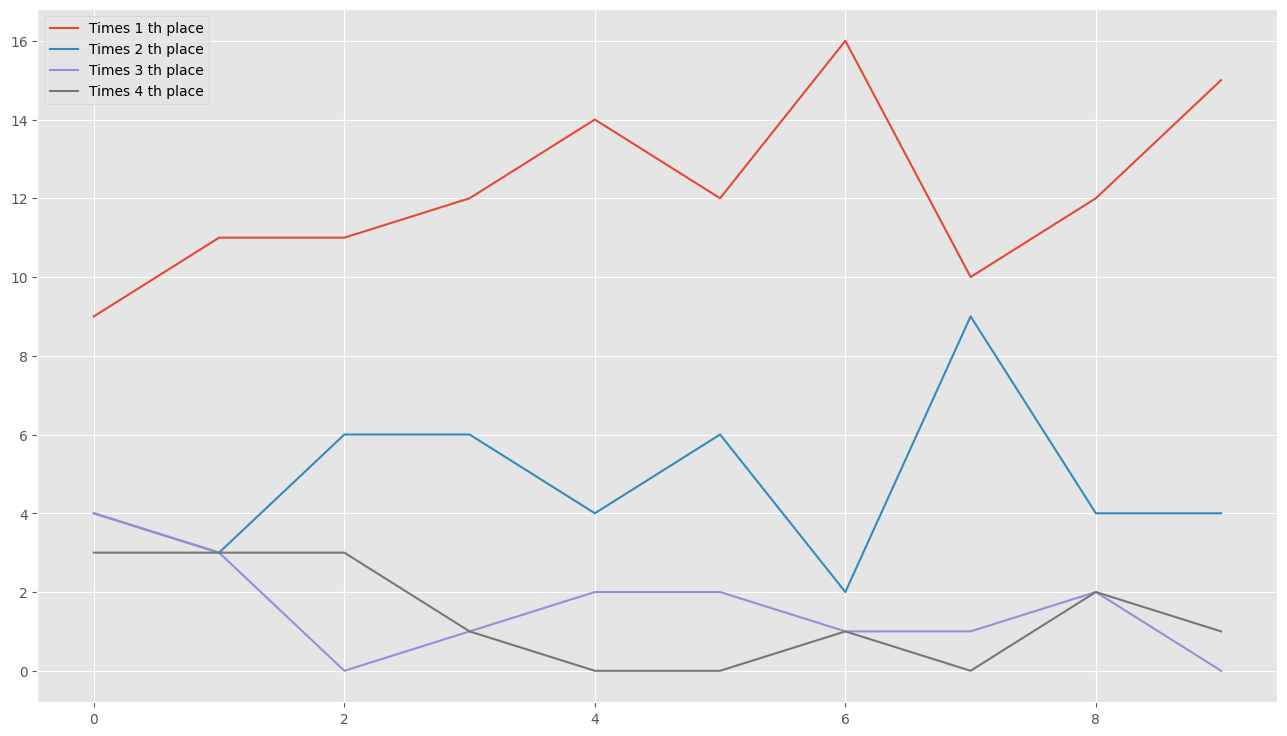 Times 1 th place
Times 2 th place
Times 3 th place
Times 4 th place
16
14
12
10
8
6
4
2
0
0 2 4 6 8